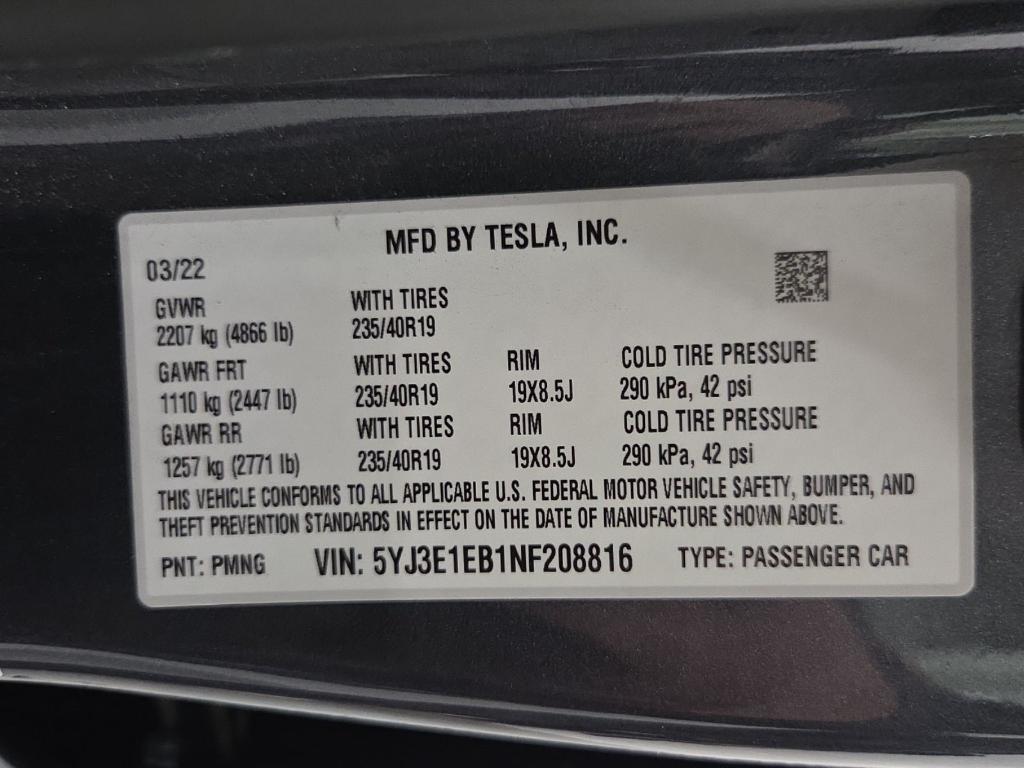 MFD BY TESLA, INC.
03/22
GVWR WITH TIRES
2207 kg (4866 lb) 235/40R19
GAWR FRT WITH TIRES RIM COLD TIRE PRESSURE
1110 kg (2447 lb) 235/40R19 19X8.5J 290 kPa, 42 psi
GAWR RR WITH TIRES RIM COLD TIRE PRESSURE
1257 kg (2771 lb) 235/40R19 19X8.5J 290 kPa, 42 psi
THIS VEHICLE CONFORMS TO ALL APPLICABLE U.S. FEDERAL MOTOR VEHICLE SAFETY, BUMPER, AND
THEFT PREVENTION STANDARDS IN EFFECT ON THE DATE OF MANUFACTURE SHOWN ABOVE.
PNT: PMNG VIN: 5YJ3E1EB1NF208816 TYPE: PASSENGER CAR